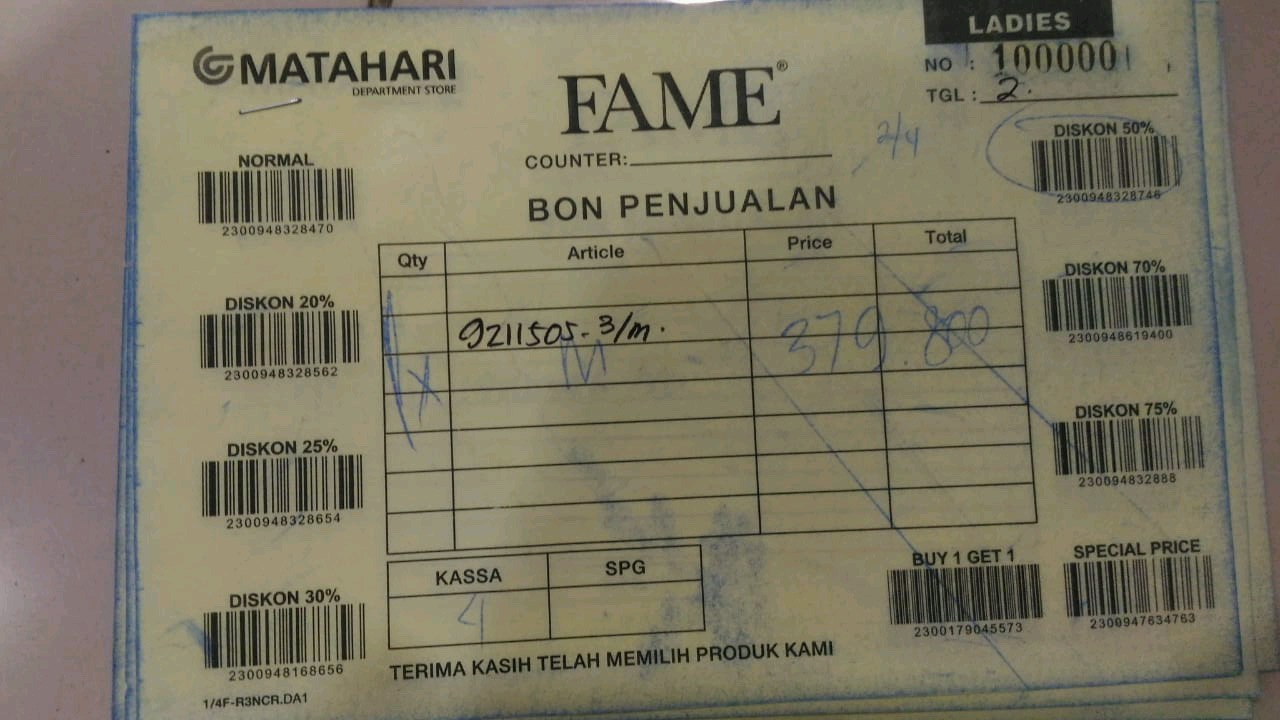 LADIES
MATAHARI
DEPARTMENT STORE
FAME®
NO : 100000
TGL : 2.
2/4
COUNTER:
BON PENJUALAN
NORMAL
2300948328470
DISKON 20%
2300948328562
DISKON 25%
2300948328654
DISKON 30%
2300948168656
1/4F-R3NCR.DA1
Qty Article Price Total
9211505-3/m.
1x M 379.800
KASSA SPG
4
TERIMA KASIH TELAH MEMILIH PRODUK KAMI
DISKON 50%
2300948328746
DISKON 70%
2300948619400
DISKON 75%
230094832888
BUY 1 GET 1
2300179045573
SPECIAL PRICE
2300947634763